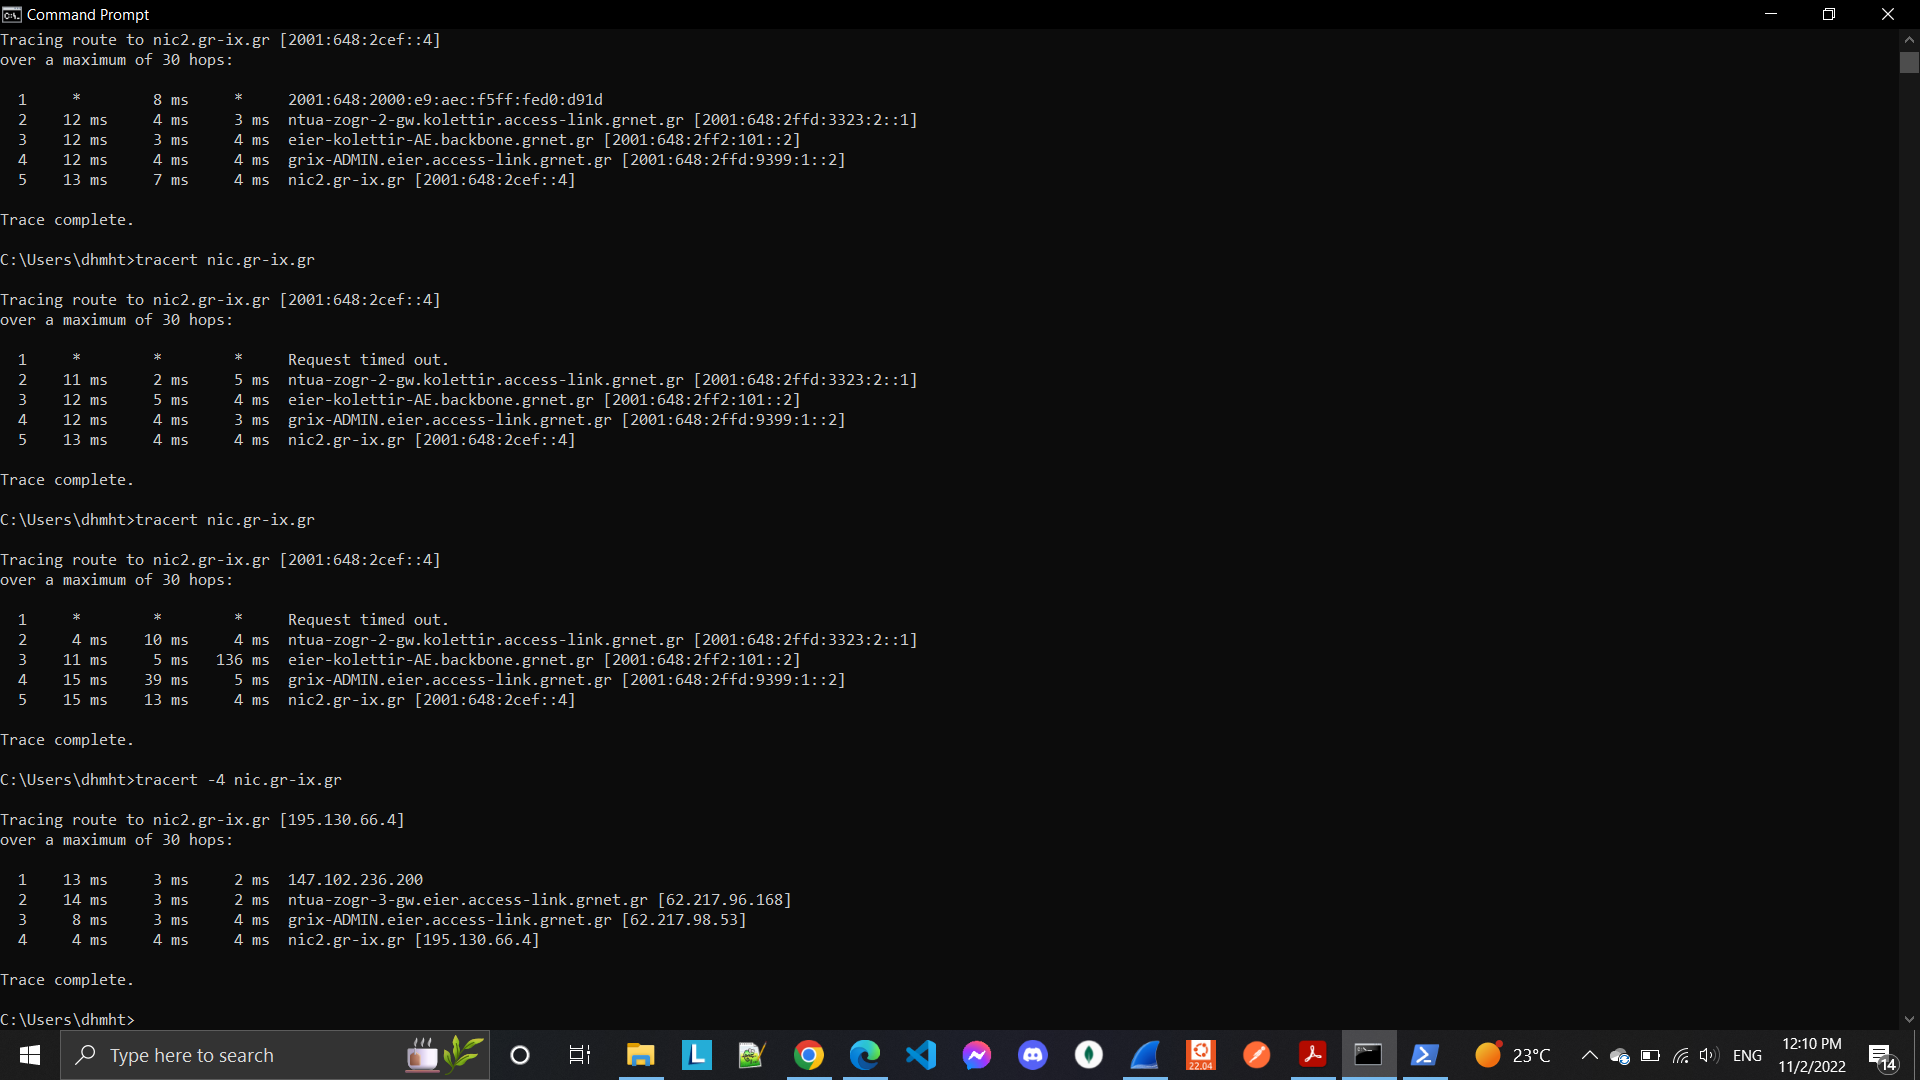 Command Prompt
Tracing route to nic2.gr-ix.gr [2001:648:2cef::4]
over a maximum of 30 hops:
1 * 8 ms * 2001:648:2000:e9:aec:f5ff:fed0:d91d
2 12 ms 4 ms 3 ms ntua-zogr-2-gw.kolettir.access-link.grnet.gr [2001:648:2ffd:3323:2::1]
3 12 ms 3 ms 4 ms eier-kolettir-AE.backbone.grnet.gr [2001:648:2ff2:101::2]
4 12 ms 4 ms 4 ms grix-ADMIN.eier.access-link.grnet.gr [2001:648:2ffd:9399:1::2]
5 13 ms 7 ms 4 ms nic2.gr-ix.gr [2001:648:2cef::4]
Trace complete.
C:\Users\dhmht>tracert nic.gr-ix.gr
Tracing route to nic2.gr-ix.gr [2001:648:2cef::4]
over a maximum of 30 hops:
1 * * * Request timed out.
2 11 ms 2 ms 5 ms ntua-zogr-2-gw.kolettir.access-link.grnet.gr [2001:648:2ffd:3323:2::1]
3 12 ms 5 ms 4 ms eier-kolettir-AE.backbone.grnet.gr [2001:648:2ff2:101::2]
4 12 ms 4 ms 3 ms grix-ADMIN.eier.access-link.grnet.gr [2001:648:2ffd:9399:1::2]
5 13 ms 4 ms 4 ms nic2.gr-ix.gr [2001:648:2cef::4]
Trace complete.
C:\Users\dhmht>tracert nic.gr-ix.gr
Tracing route to nic2.gr-ix.gr [2001:648:2cef::4]
over a maximum of 30 hops:
1 * * * Request timed out.
2 4 ms 10 ms 4 ms ntua-zogr-2-gw.kolettir.access-link.grnet.gr [2001:648:2ffd:3323:2::1]
3 11 ms 5 ms 136 ms eier-kolettir-AE.backbone.grnet.gr [2001:648:2ff2:101::2]
4 15 ms 39 ms 5 ms grix-ADMIN.eier.access-link.grnet.gr [2001:648:2ffd:9399:1::2]
5 15 ms 13 ms 4 ms nic2.gr-ix.gr [2001:648:2cef::4]
Trace complete.
C:\Users\dhmht>tracert -4 nic.gr-ix.gr
Tracing route to nic2.gr-ix.gr [195.130.66.4]
over a maximum of 30 hops:
1 13 ms 3 ms 2 ms 147.102.236.200
2 14 ms 3 ms 2 ms ntua-zogr-3-gw.eier.access-link.grnet.gr [62.217.96.168]
3 8 ms 3 ms 4 ms grix-ADMIN.eier.access-link.grnet.gr [62.217.98.53]
4 4 ms 4 ms 4 ms nic2.gr-ix.gr [195.130.66.4]
Trace complete.
C:\Users\dhmht>
Type here to search
L
22.04
23°C
ENG
12:10 PM
11/2/2022
14